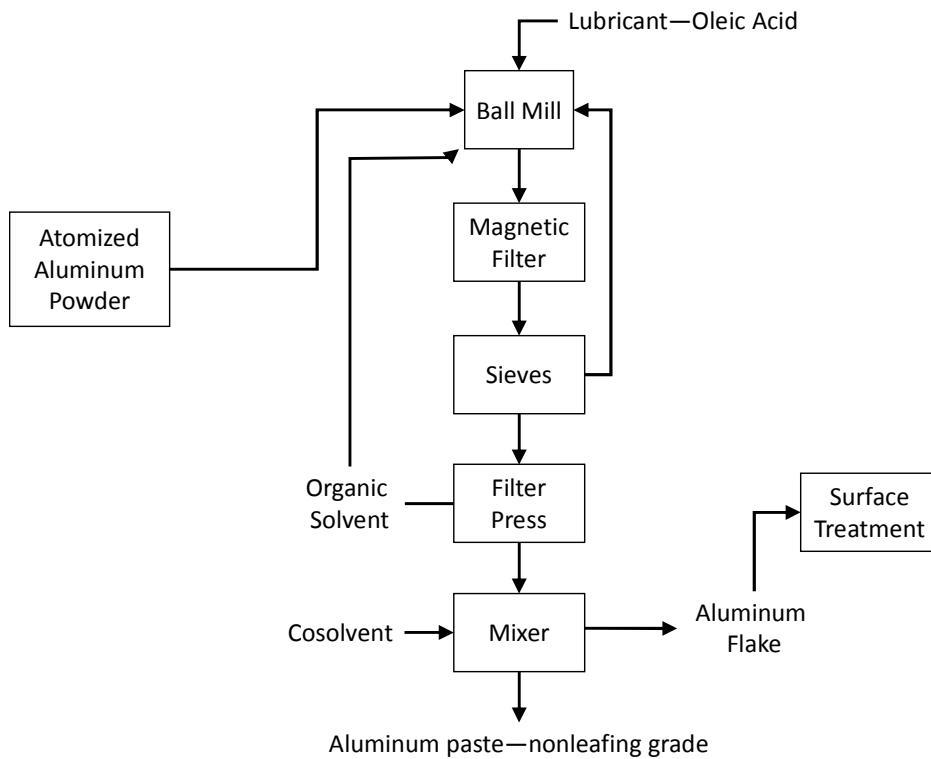 Lubricant—Oleic Acid
Ball Mill
Magnetic
Filter
Atomized
Aluminum
Powder
Sieves
Organic
Solvent
Filter
Press
Surface
Treatment
Cosolvent
Mixer
Aluminum
Flake
Aluminum paste—nonleafing grade